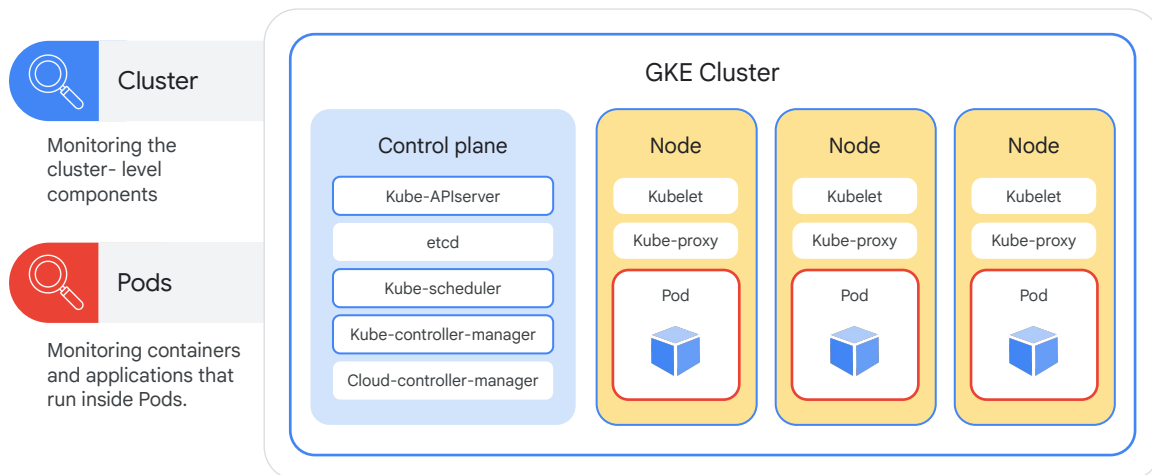 Cluster
Monitoring the
cluster- level
components
Pods
Monitoring containers
and applications that
run inside Pods.
GKE Cluster
Control plane
Kube-APIserver
etcd
Kube-scheduler
Kube-controller-manager
Cloud-controller-manager
Node
Kubelet
Kube-proxy
Pod
Node
Kubelet
Kube-proxy
Pod
Node
Kubelet
Kube-proxy
Pod